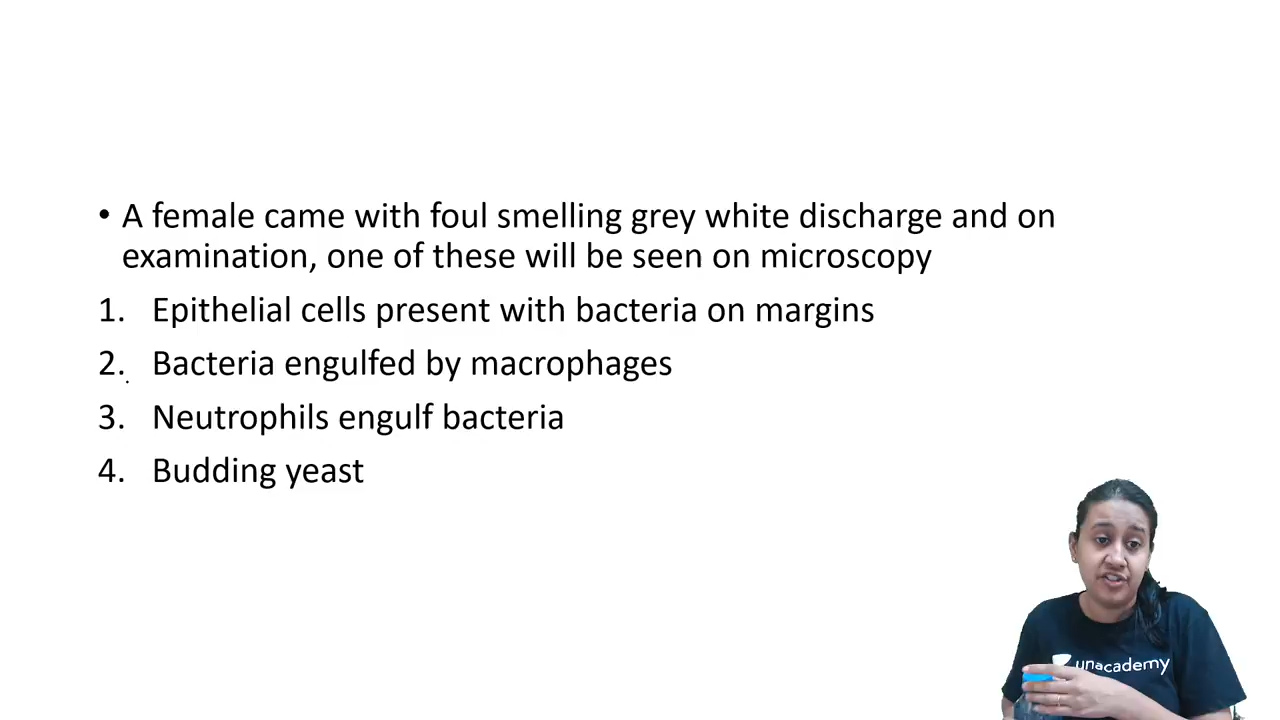 • A female came with foul smelling grey white discharge and on
examination, one of these will be seen on microscopy
1. Epithelial cells present with bacteria on margins
2. Bacteria engulfed by macrophages
3. Neutrophils engulf bacteria
4. Budding yeast
unacademy